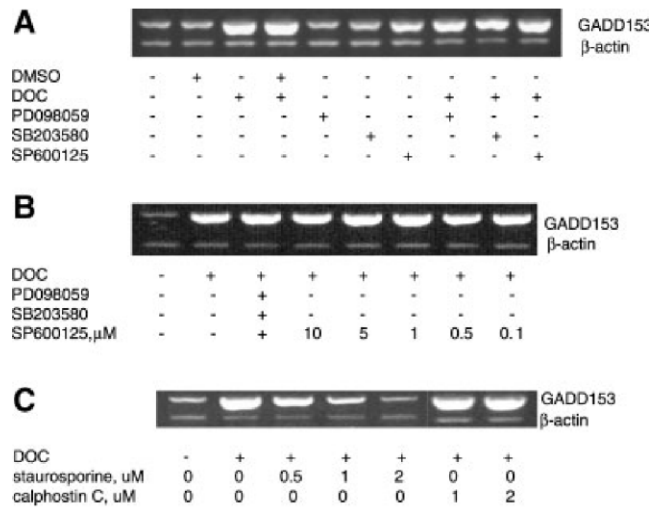 A
GADD153
β-actin
DMSO - + - + - - - - - -
DOC - - + + - - - + + +
PD098059 - - - - + - - + - -
SB203580 - - - - - + - - + -
SP600125 - - - - - - + - - +
B
GADD153
β-actin
DOC - + + + + + + +
PD098059 - - + - - - - -
SB203580 - - + - - - - -
SP600125,μM - - + 10 5 1 0.5 0.1
C
GADD153
β-actin
DOC - + + + + + +
staurosporine, uM 0 0 0.5 1 2 0 0
calphostin C, uM 0 0 0 0 0 1 2